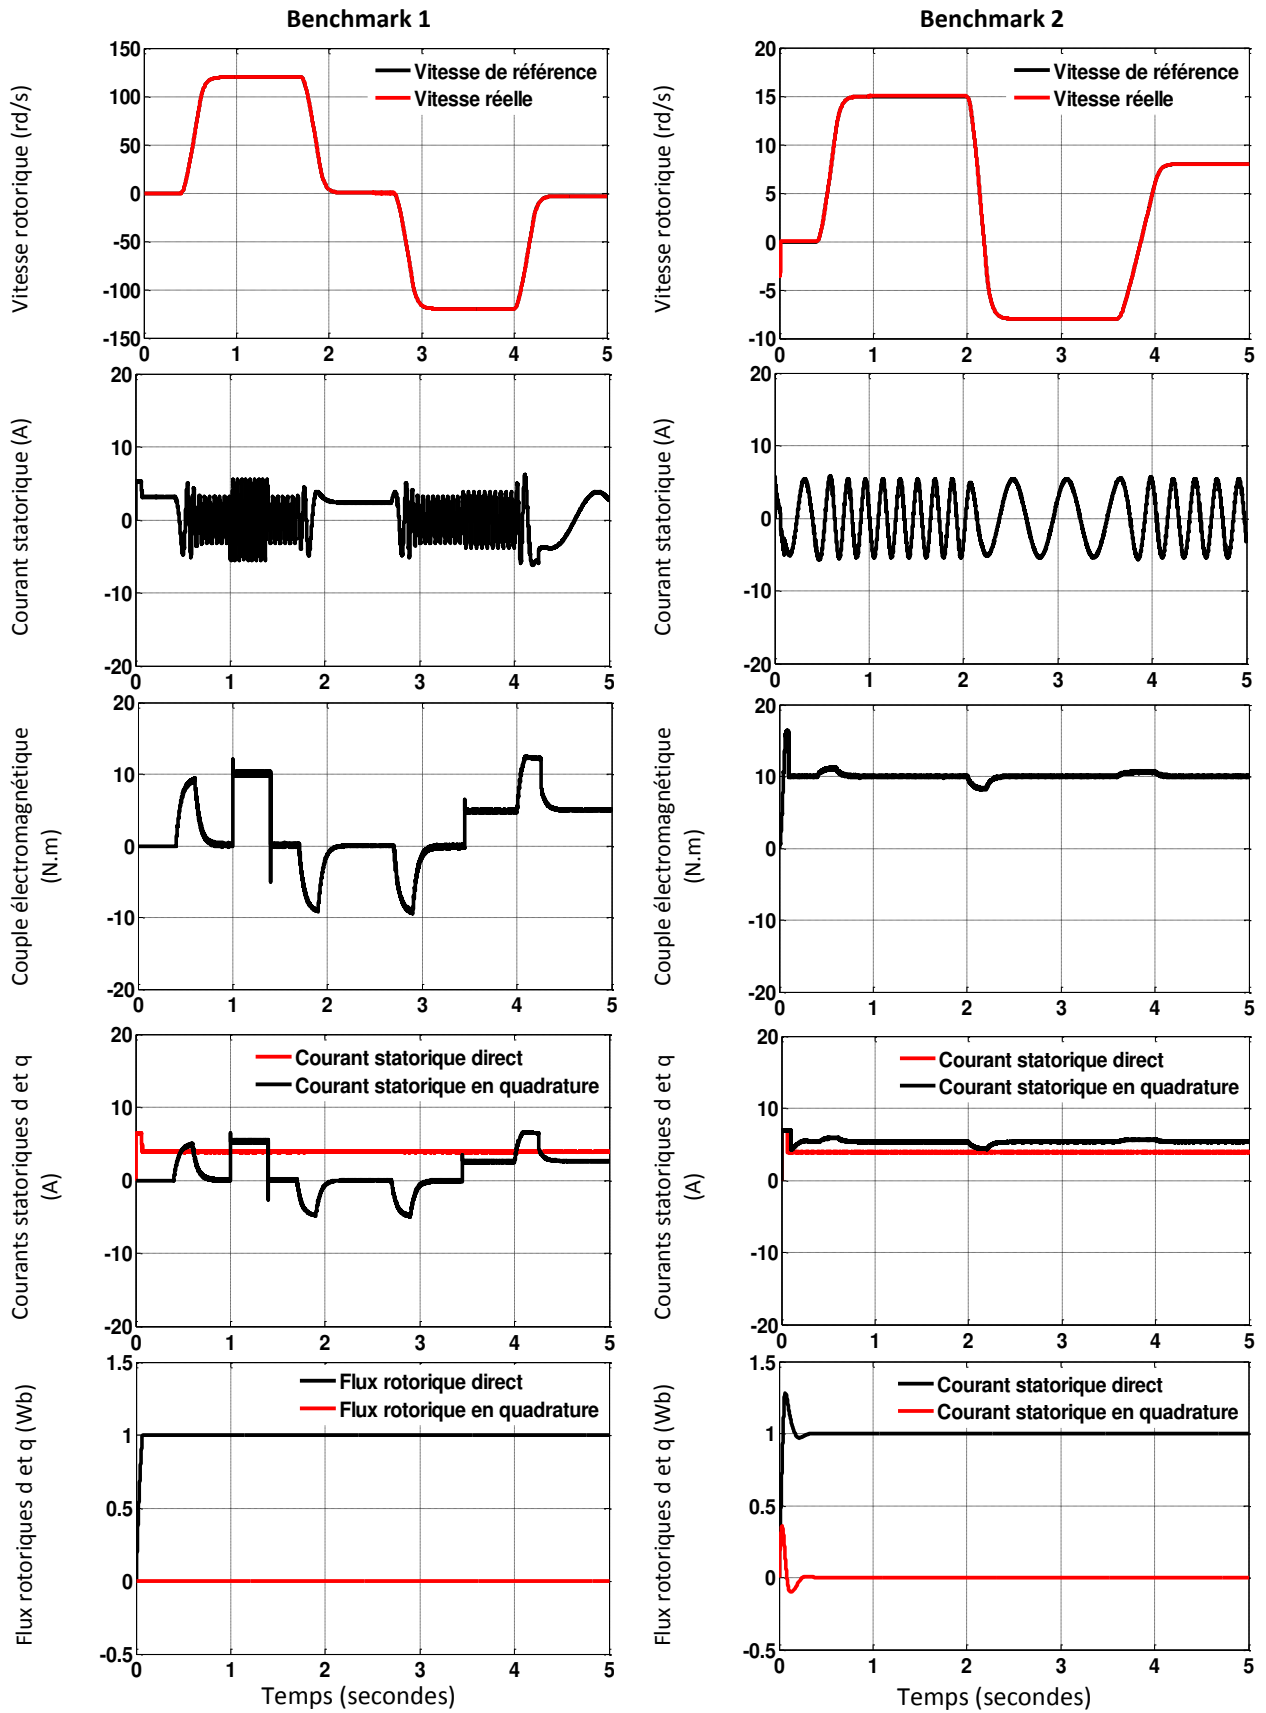 Benchmark 1
Benchmark 2
Vitesse rotorique (rd/s)
150
100
50
0
-50
-100
-150
Vitesse de référence
Vitesse réelle
0 1 2 3 4 5
Vitesse rotorique (rd/s)
20
15
10
5
0
-5
-10
Vitesse de référence
Vitesse réelle
0 1 2 3 4 5
Courant statorique (A)
20
10
0
-10
-20
0 1 2 3 4 5
Courant statorique (A)
20
10
0
-10
-20
0 1 2 3 4 5
Couple électromagnétique
(N.m)
20
10
0
-10
-20
0 1 2 3 4 5
Couple électromagnétique
(N.m)
20
10
0
-10
-20
0 1 2 3 4 5
Courants statoriques d et q
(A)
20
10
0
-10
-20
Courant statorique direct
Courant statorique en quadrature
0 1 2 3 4 5
Courants statoriques d et q
(A)
20
10
0
-10
-20
Courant statorique direct
Courant statorique en quadrature
0 1 2 3 4 5
Flux rotoriques d et q (Wb)
1.5
1
0.5
0
-0.5
Flux rotorique direct
Flux rotorique en quadrature
0 1 2 3 4 5
Temps (secondes)
Flux rotoriques d et q (Wb)
1.5
1
0.5
0
-0.5
Courant statorique direct
Courant statorique en quadrature
0 1 2 3 4 5
Temps (secondes)